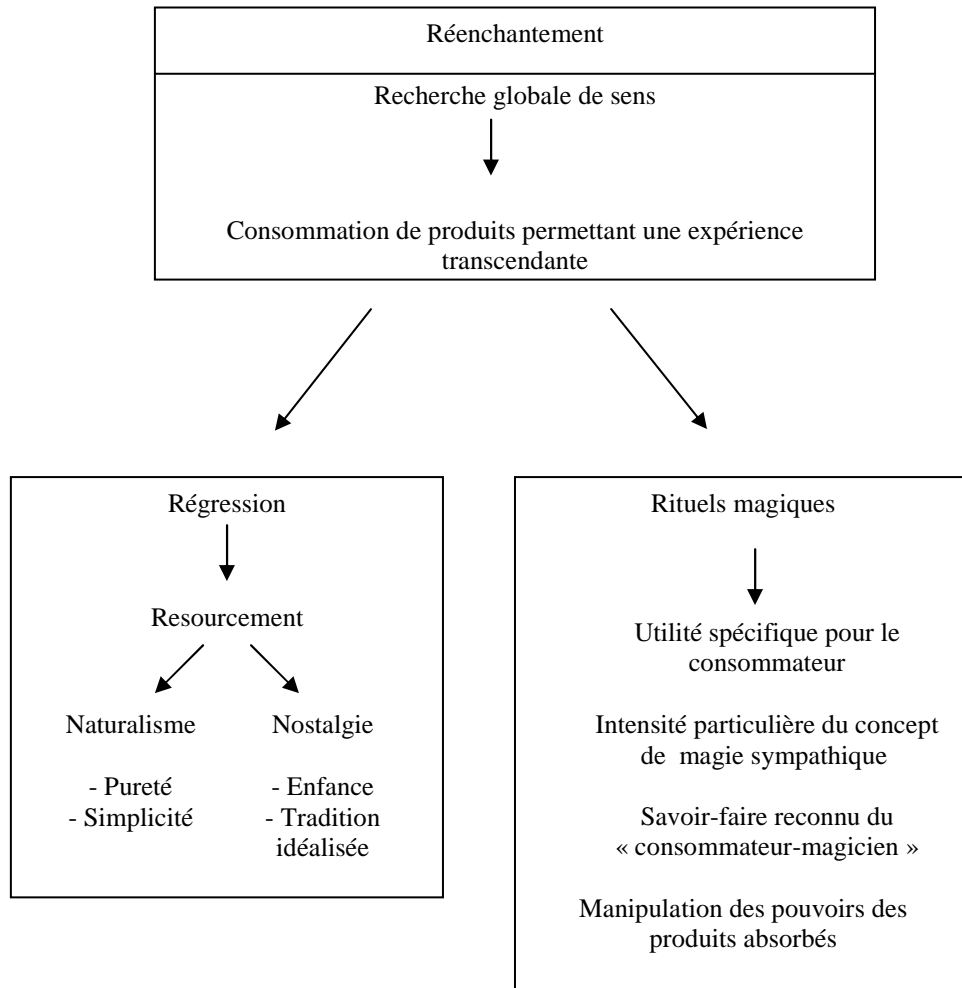 Réenchantement
Recherche globale de sens
Consommation de produits permettant une expérience
transcendante
Régression
Resourcement
Naturalisme
- Pureté
- Simplicité
Nostalgie
- Enfance
- Tradition
idéalisée
Rituels magiques
Utilité spécifique pour le
consommateur
Intensité particulière du concept
de magie sympathique
Savoir-faire reconnu du
« consommateur-magicien »
Manipulation des pouvoirs des
produits absorbés